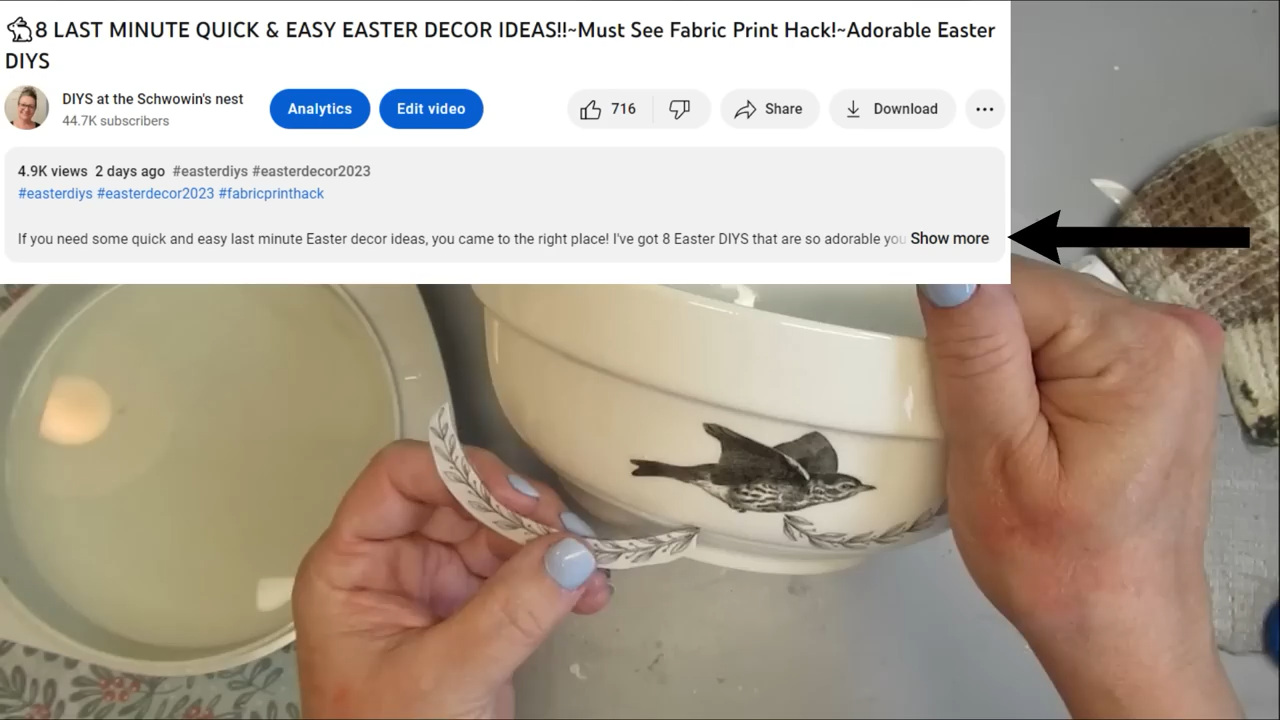 8 LAST MINUTE QUICK & EASY EASTER DECOR IDEAS!!~Must See Fabric Print Hack!~Adorable Easter
DIYS
DIYS at the Schwowin's nest
44.7K subscribers
Analytics
Edit video
716
Share
Download
4.9K views 2 days ago #easterdiys #easterdecor2023
#easterdiys #easterdecor2023 #fabricprinthack
If you need some quick and easy last minute Easter decor ideas, you came to the right place! I've got 8 Easter DIYS that are so adorable you Show more